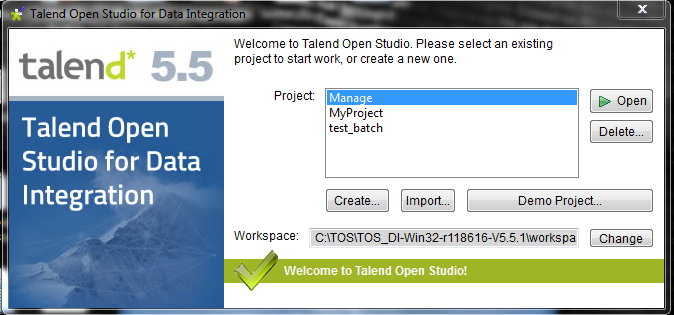 Talend Open Studio for Data Integration
X
talend* 5.5
Talend Open
Studio for Data
Integration
Welcome to Talend Open Studio. Please select an existing
project to start work, or create a new one.
Project:
Manage
MyProject
test_batch
Open
Delete...
Create... Import... Demo Project...
Workspace: C:\TOS\TOS_DI-Win32-r118616-V5.5.1\workspa Change
Welcome to Talend Open Studio!